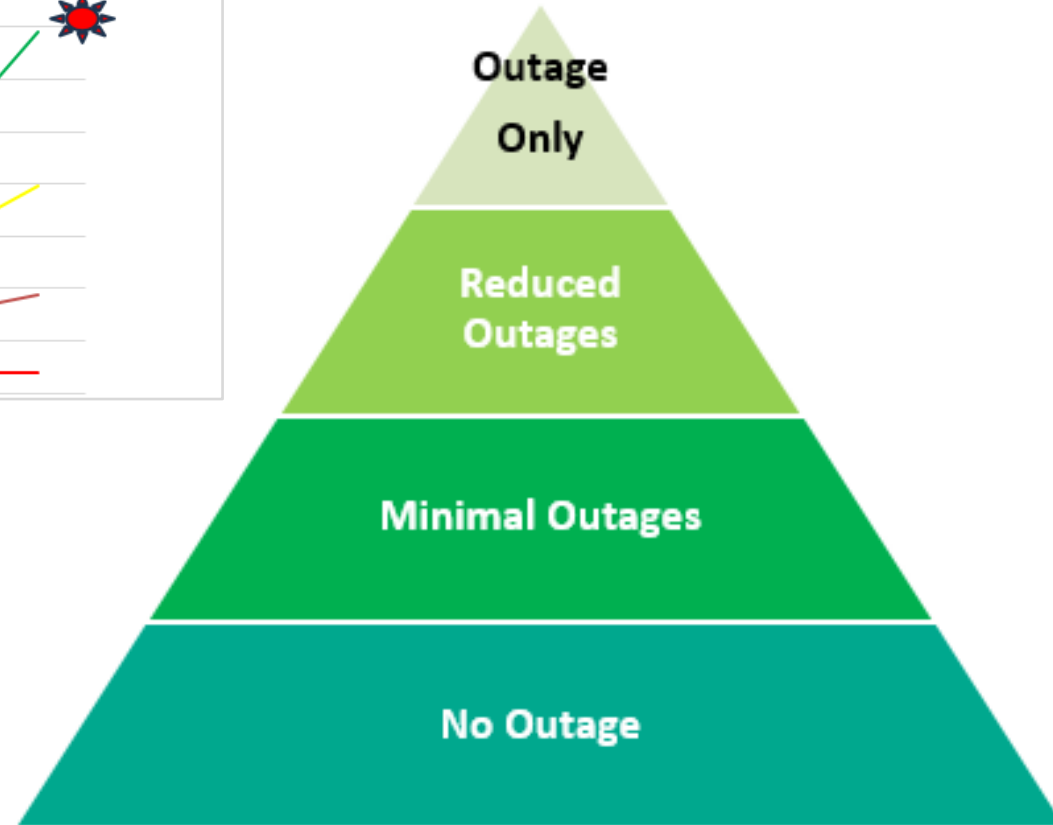 Outage
Only
Reduced
Outages
Minimal Outages
No Outage